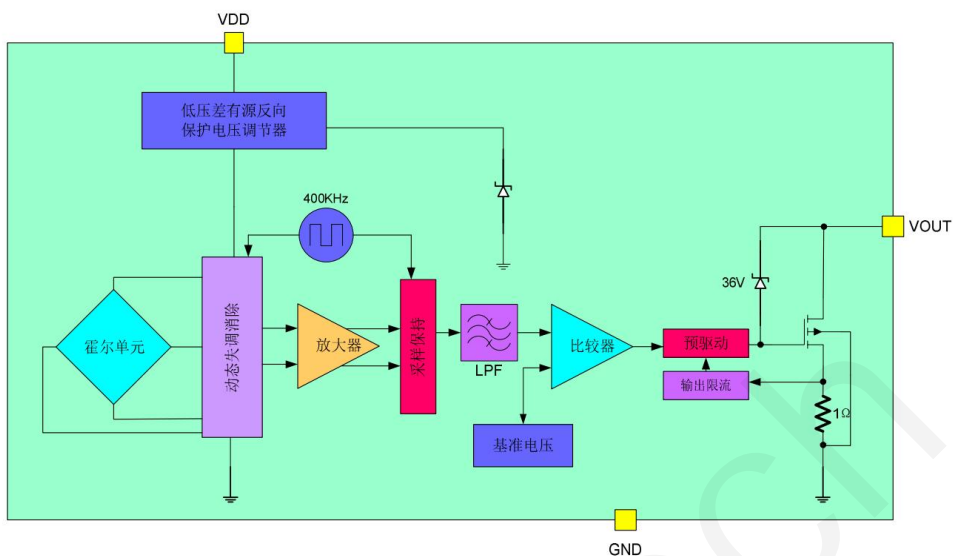 VDD
低压差有源反向
保护电压调节器
400KHz
VOUT
36V
霍尔单元
动态失调消除
放大器
采样保持
LPF
比较器
预驱动
输出限流
1Ω
基准电压
GND
ch